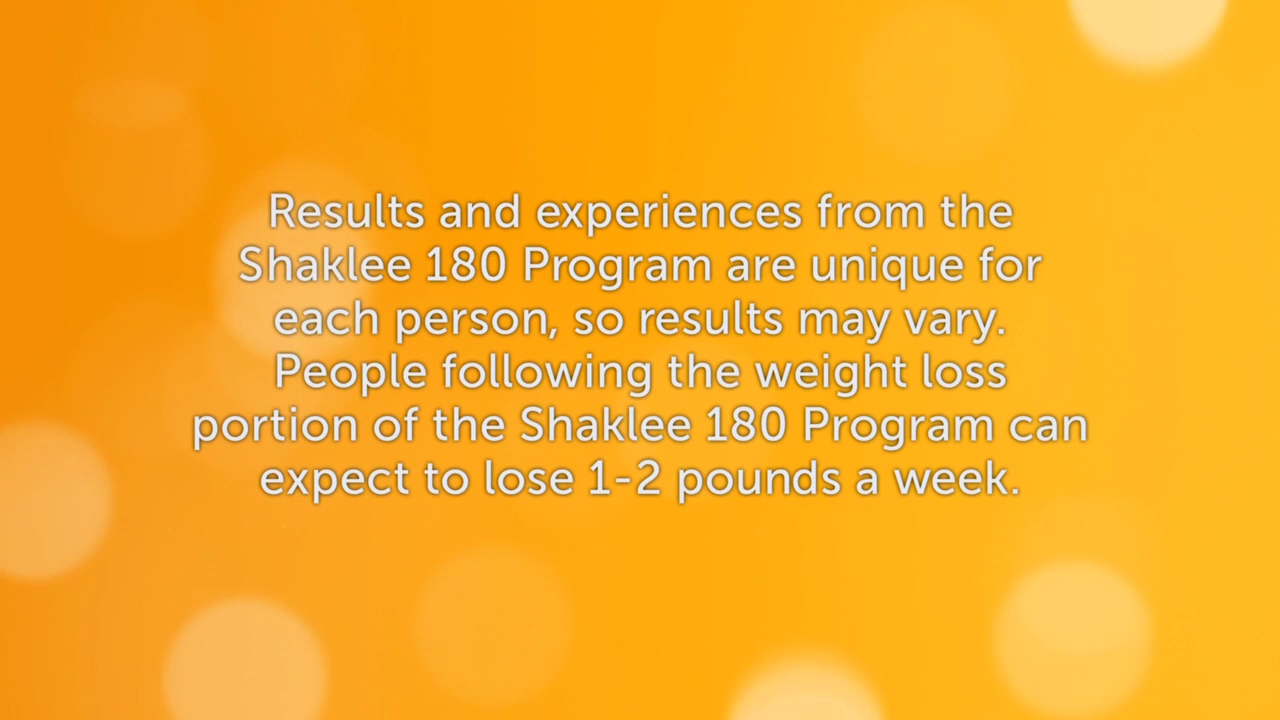 Results and experiences from the
Shaklee 180 Program are unique for
each person, so results may vary.
People following the weight loss
portion of the Shaklee 180 Program can
expect to lose 1-2 pounds a week.